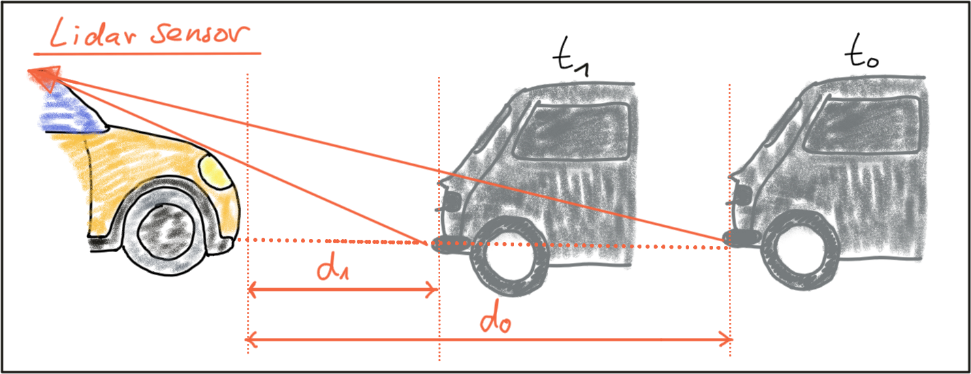 Lidar sensor
t1
t0
d1
d0